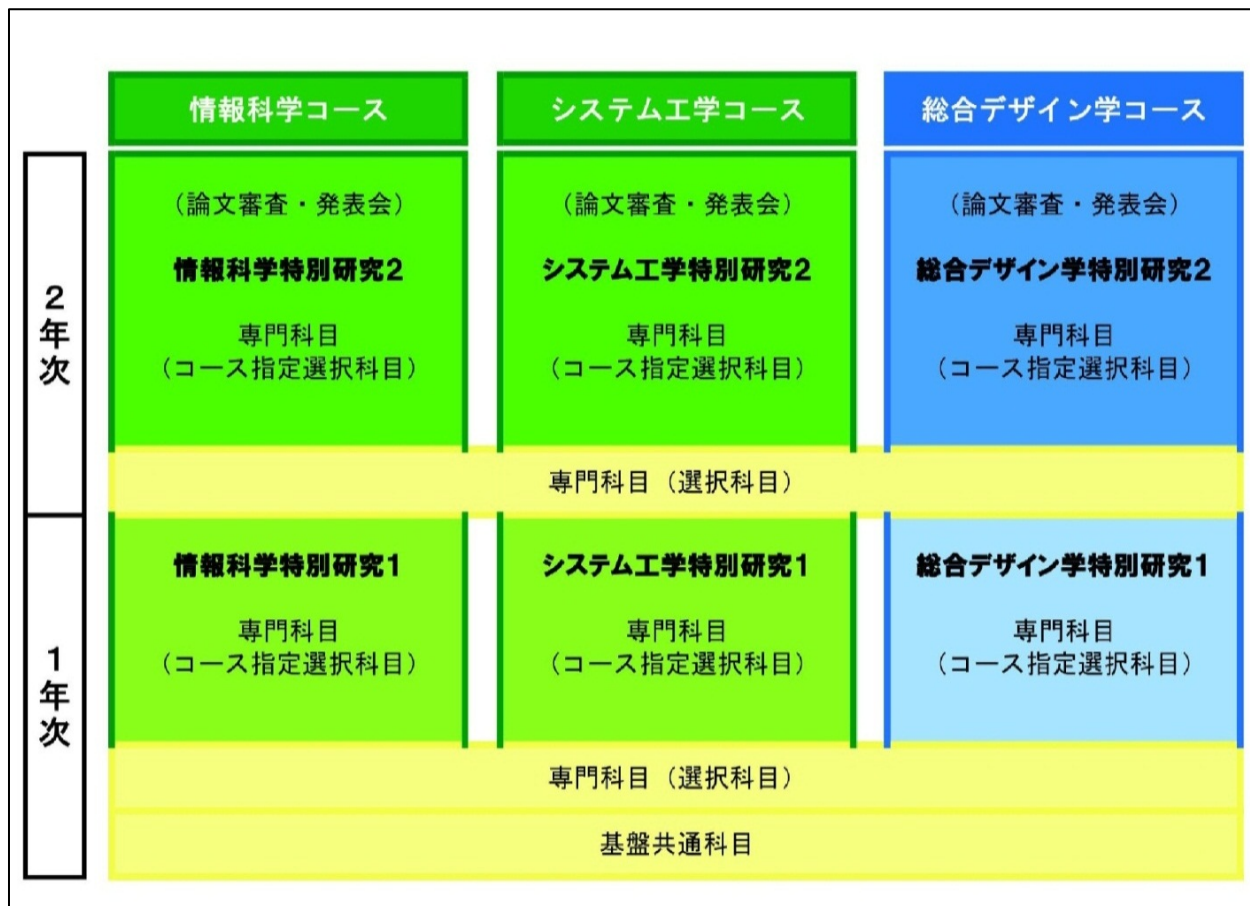 情報科学コース
システム工学コース
総合デザイン学コース
2年次
(論文審査・発表会)
情報科学特別研究2
専門科目
(コース指定選択科目)
(論文審査・発表会)
システム工学特別研究2
専門科目
(コース指定選択科目)
(論文審査・発表会)
総合デザイン学特別研究2
専門科目
(コース指定選択科目)
専門科目(選択科目)
1年次
情報科学特別研究1
専門科目
(コース指定選択科目)
システム工学特別研究1
専門科目
(コース指定選択科目)
総合デザイン学特別研究1
専門科目
(コース指定選択科目)
専門科目(選択科目)
基盤共通科目